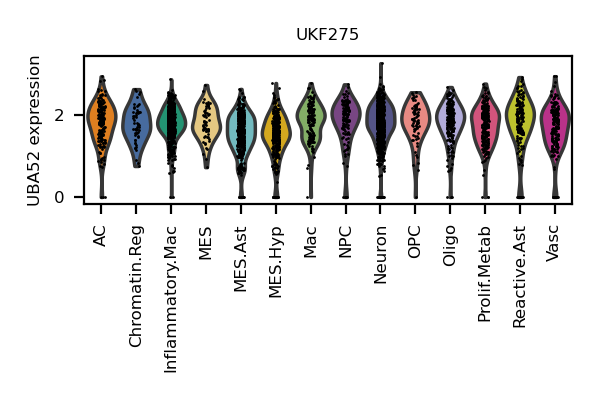 UKF275
UBA52 expression
2
0
AC
Chromatin.Reg
Inflammatory.Mac
MES
MES.Ast
MES.Hyp
Mac
NPC
Neuron
OPC
Oligo
Prolif.Metab
Reactive.Ast
Vasc